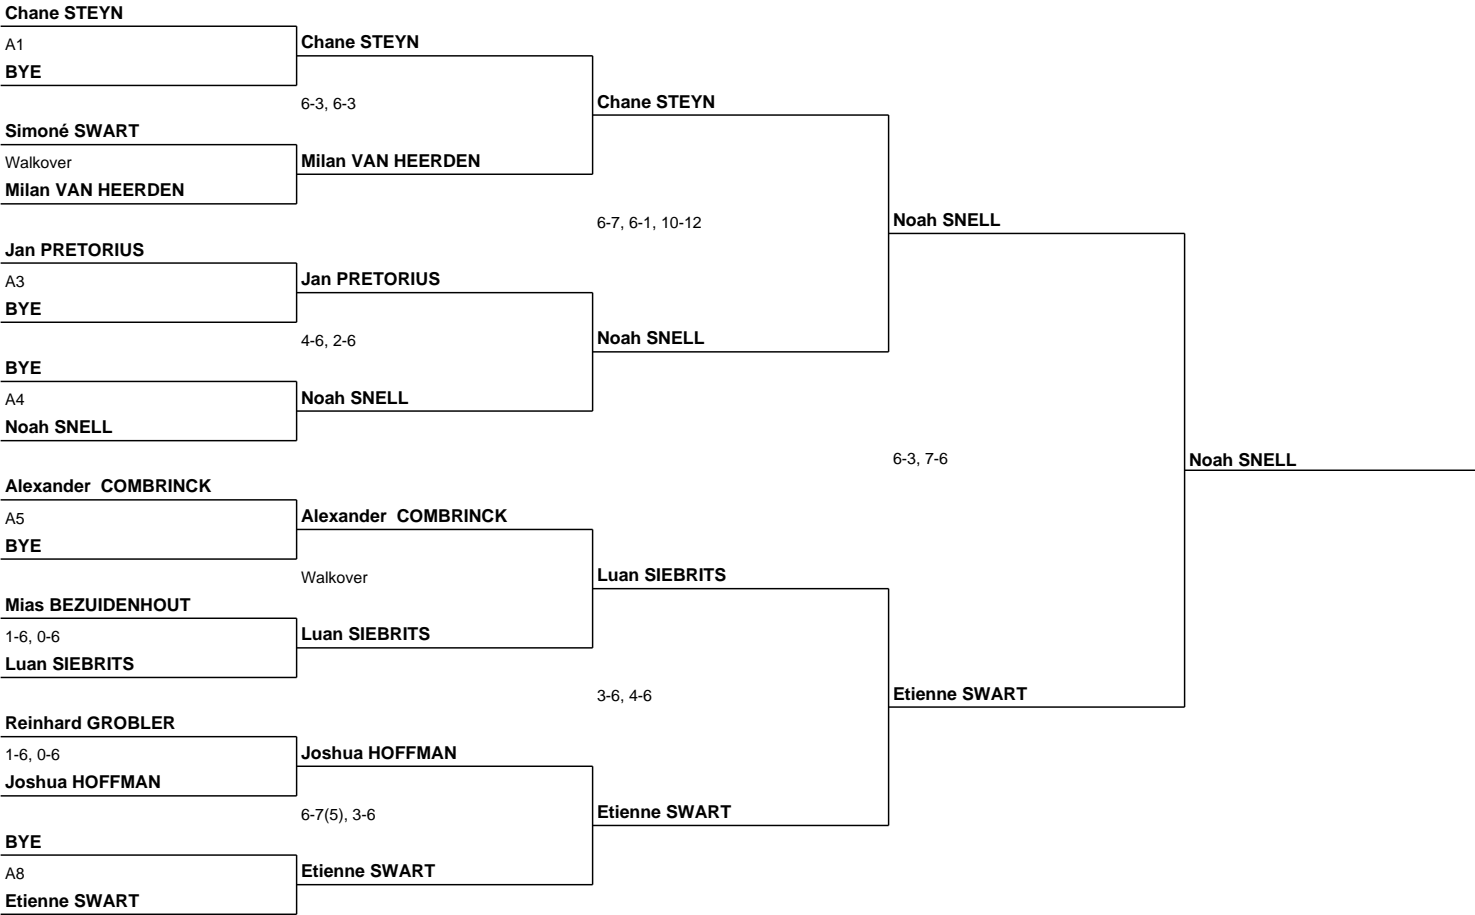 Chane STEYN
A1
BYE
Simoné SWART
Walkover
Milan VAN HEERDEN
Jan PRETORIUS
A3
BYE
BYE
A4
Noah SNELL
Alexander  COMBRINCK
A5
BYE
Mias BEZUIDENHOUT
1-6, 0-6
Luan SIEBRITS
Reinhard GROBLER
1-6, 0-6
Joshua HOFFMAN
BYE
A8
Etienne SWART
Chane STEYN
6-3, 6-3
Milan VAN HEERDEN
Jan PRETORIUS
4-6, 2-6
Noah SNELL
Alexander  COMBRINCK
Walkover
Luan SIEBRITS
Joshua HOFFMAN
6-7(5), 3-6
Etienne SWART
Chane STEYN
6-7, 6-1, 10-12
Noah SNELL
Luan SIEBRITS
3-6, 4-6
Etienne SWART
Noah SNELL
6-3, 7-6
Etienne SWART
Noah SNELL